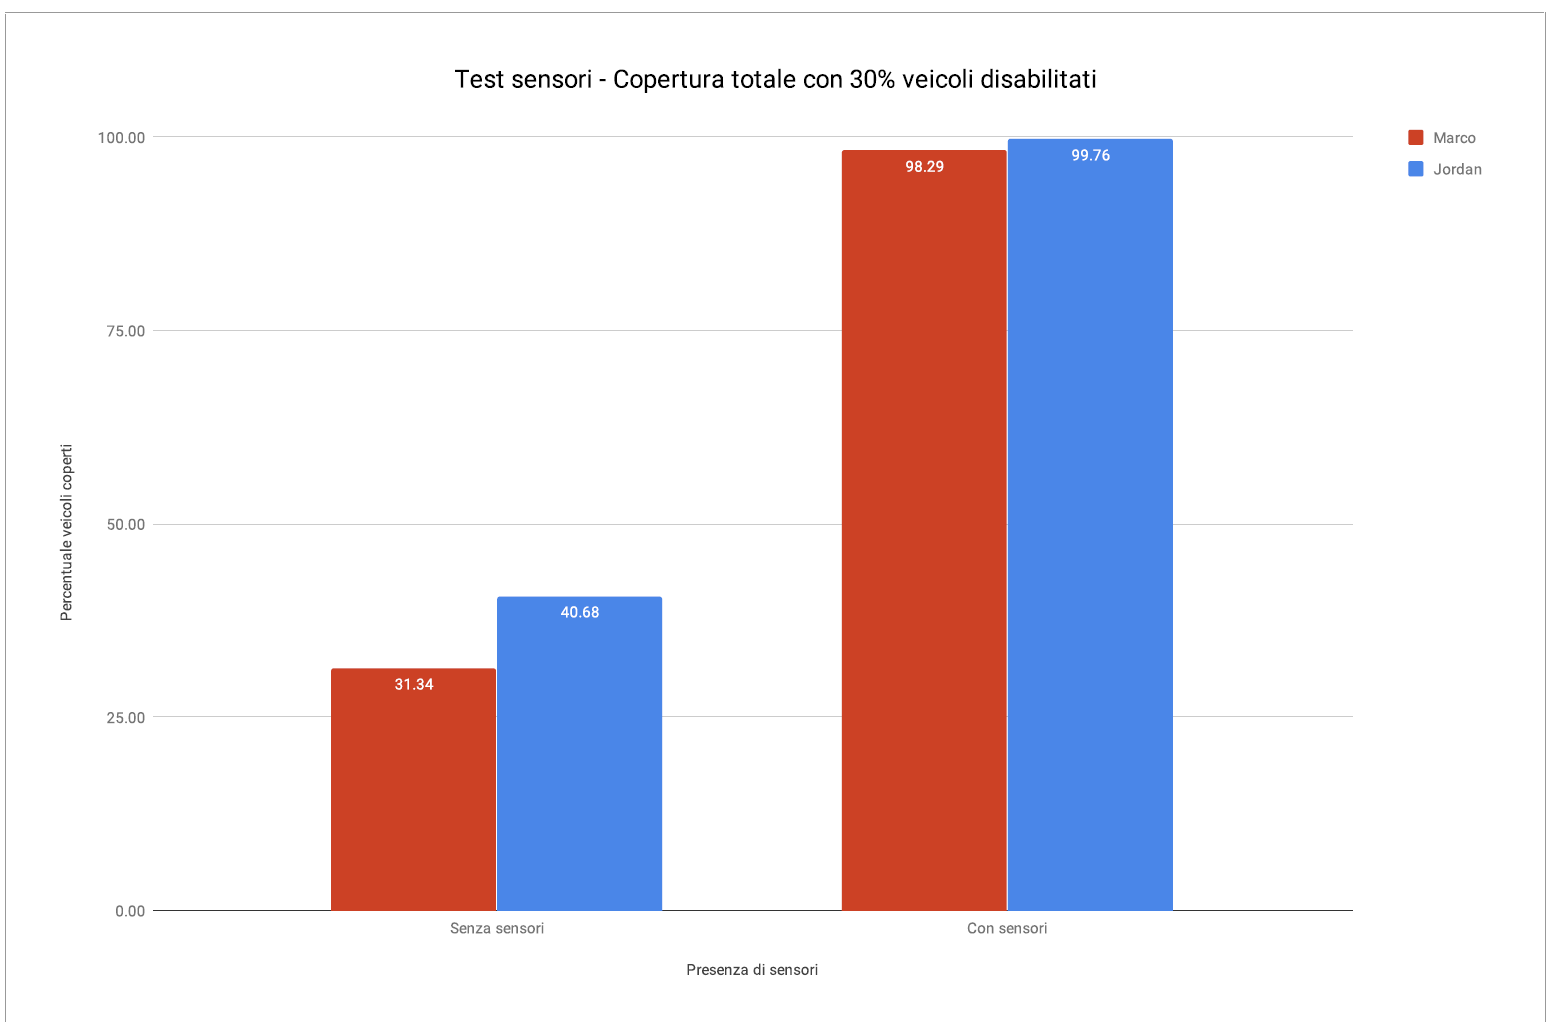 Test sensori - Copertura totale con 30% veicoli disabilitati
Marco
Jordan
100.00
75.00
50.00
25.00
0.00
Percentuale veicoli coperti
31.34
40.68
98.29
99.76
Senza sensori
Con sensori
Presenza di sensori